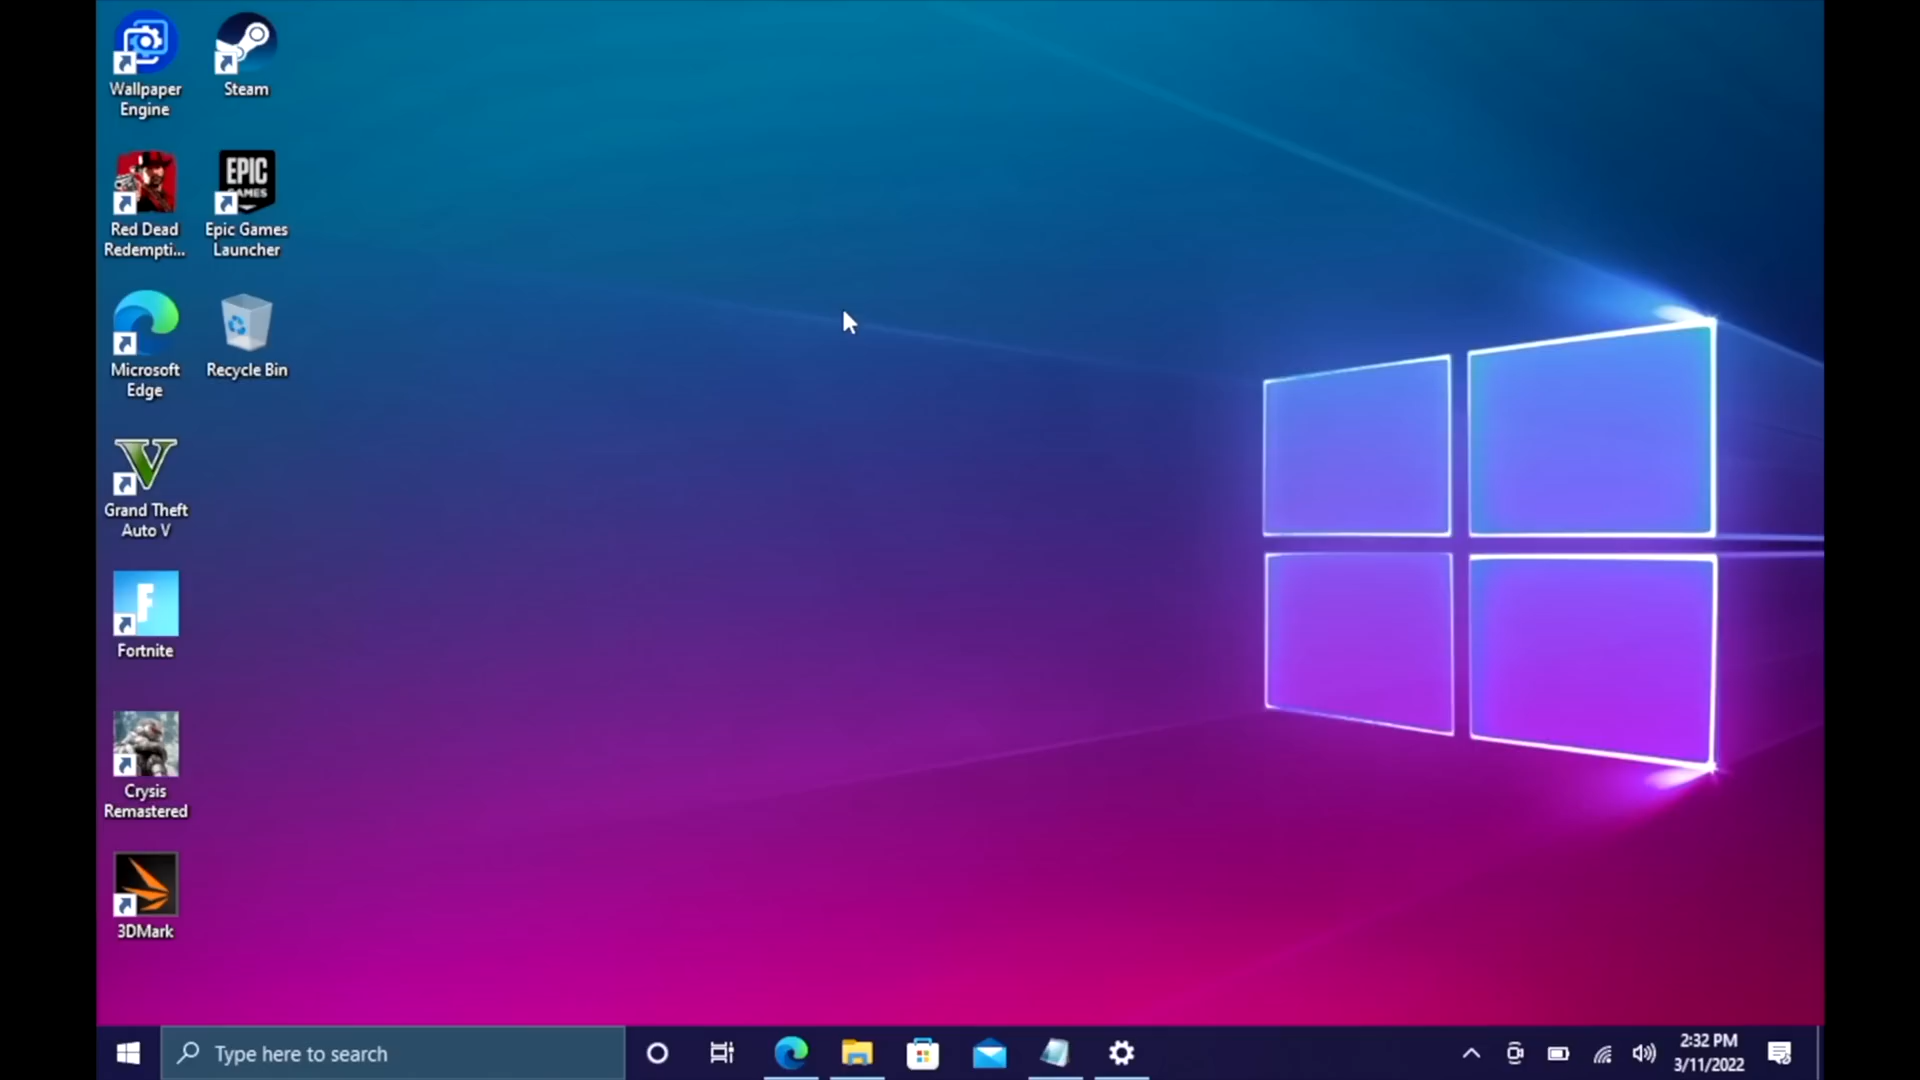 Wallpaper
Engine
Steam
Red Dead
Redempti...
EPIC
GAMES
Epic Games
Launcher
Microsoft
Edge
Recycle Bin
V
Grand Theft
Auto V
F
Fortnite
Crysis
Remastered
3DMark
Type here to search
2:32 PM
3/11/2022